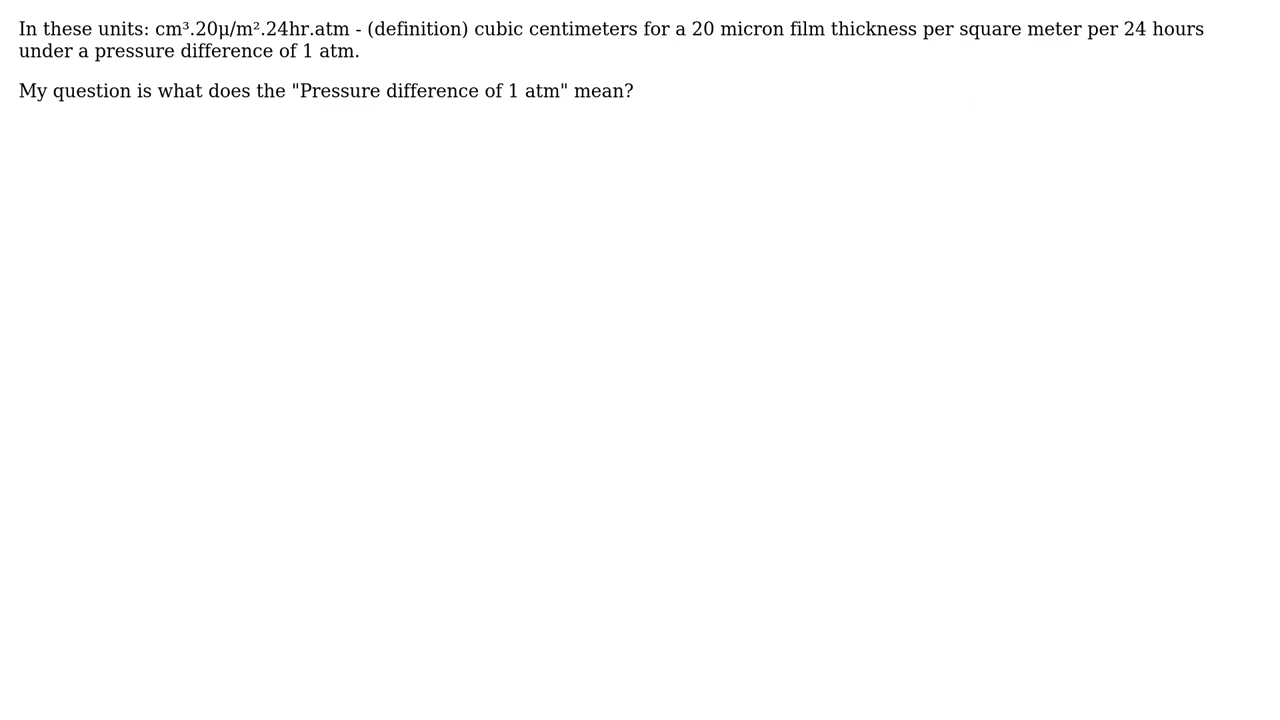 In these units: cm³.20μ/m².24hr.atm - (definition) cubic centimeters for a 20 micron film thickness per square meter per 24 hours
under a pressure difference of 1 atm.
My question is what does the "Pressure difference of 1 atm" mean?